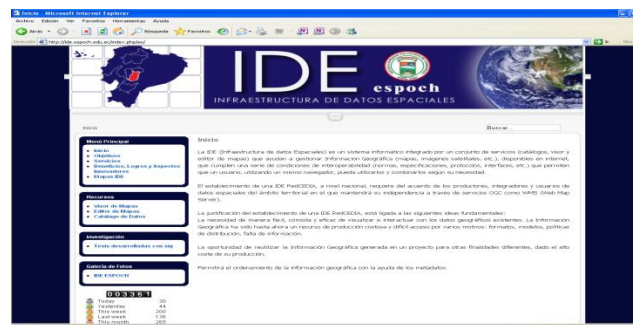 Inicio - Microsoft Internet Explorer
Archivo Edición Ver Favoritos Herramientas Ayuda
Atrás Búsqueda Favoritos
Dirección http://ide.espoch.edu.ec/index.php/es/ Ir
IDE
espoch
INFRAESTRUCTURA DE DATOS ESPACIALES
Inicio Buscar...
Menú Principal
Inicio
Objetivos
Servicios
Beneficios, Logros y Aspectos
Innovadores
Etapas IDE
Recursos
Visor de Mapas
Editor de Mapas
Catálogo de Datos
Investigación
Tesis desarrolladas con sig
Galería de Fotos
IDE ESPOCH
003361
Today 30
Yesterday 44
Last week 138
This month 265
Inicio
La IDE (Infraestructura de datos Espaciales) es un sistema informático integrado por un conjunto de servicios (catálogos, visor y
editor de mapas) que ayudan a gestionar Información Geográfica (mapas, imágenes satelitales, etc.), disponibles en internet,
que cumplen una serie de condiciones de interoperabilidad (normas, especificaciones, protocolos, interfaces, etc.) que permiten
que un usuario, utilizando un mismo navegador, pueda utilizarlos y combinarlos según su necesidad.
El establecimiento de una IDE RedCEDIA, a nivel nacional, requiere del acuerdo de los productores, integradores y usuarios de
datos espaciales del ámbito territorial en el que mantendrá su independencia a través de servicios OGC como WMS (Web Map
Server).
La justificación del establecimiento de una IDE RedCEDIA, está ligada a las siguientes ideas fundamentales:
La necesidad de manera fácil, cómoda y eficaz de visualizar e interactuar con los datos geográficos existentes. La Información
Geográfica ha sido hasta ahora un recurso de producción costosa y difícil acceso por varios motivos: formatos, modelos, políticas
de distribución, falta de información.
La oportunidad de reutilizar la Información Geográfica generada en un proyecto para otras finalidades diferentes, dado el alto
coste de su producción.
Permitirá el ordenamiento de la información geográfica con la ayuda de los metadatos.